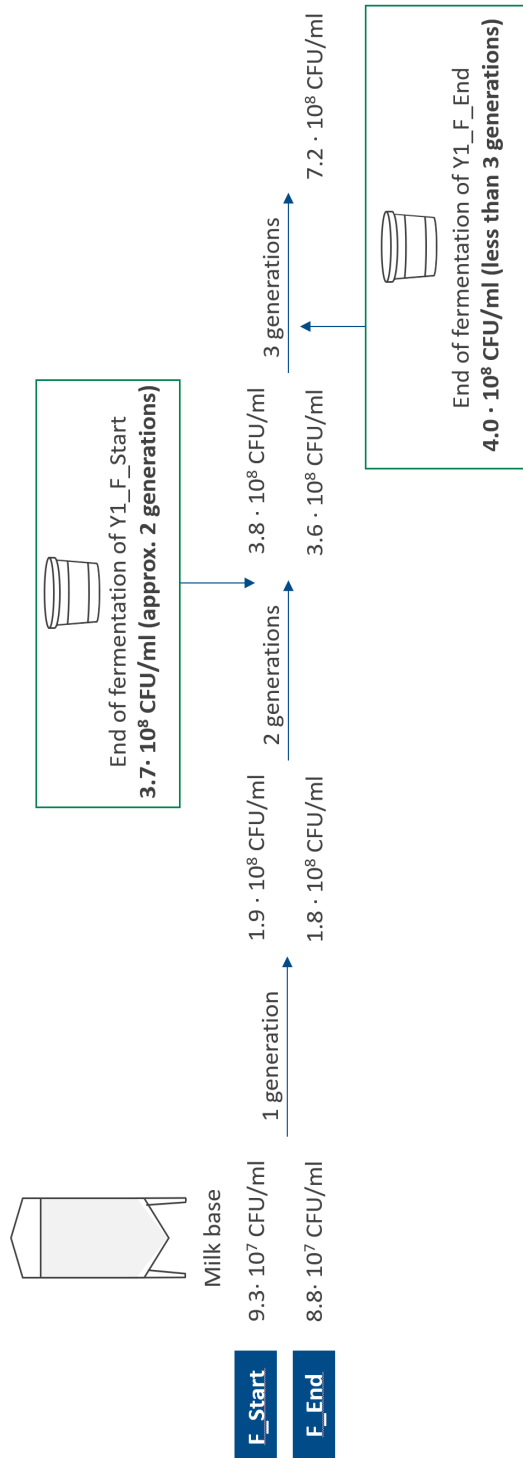 Milk base
End of fermentation of Y1_F_Start
3.7· 10⁸ CFU/ml (approx. 2 generations)
F_Start
9.3· 10⁷ CFU/ml
1 generation
1.9 · 10⁸ CFU/ml
2 generations
3.8 · 10⁸ CFU/ml
3 generations
F_End
8.8· 10⁷ CFU/ml
1.8 · 10⁸ CFU/ml
3.6 · 10⁸ CFU/ml
7.2 · 10⁸ CFU/ml
End of fermentation of Y1_F_End
4.0 · 10⁸ CFU/ml (less than 3 generations)